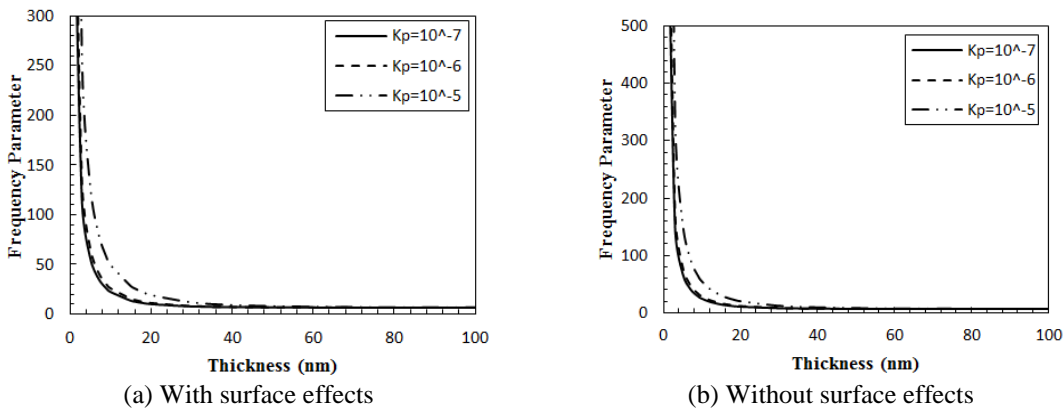 300
250
200
150
100
50
0
Frequency Parameter
Kp=10^-7
Kp=10^-6
Kp=10^-5
0 20 40 60 80 100
Thickness (nm)
(a) With surface effects
500
400
300
200
100
0
Frequency Parameter
Kp=10^-7
Kp=10^-6
Kp=10^-5
0 20 40 60 80 100
Thickness (nm)
(b) Without surface effects